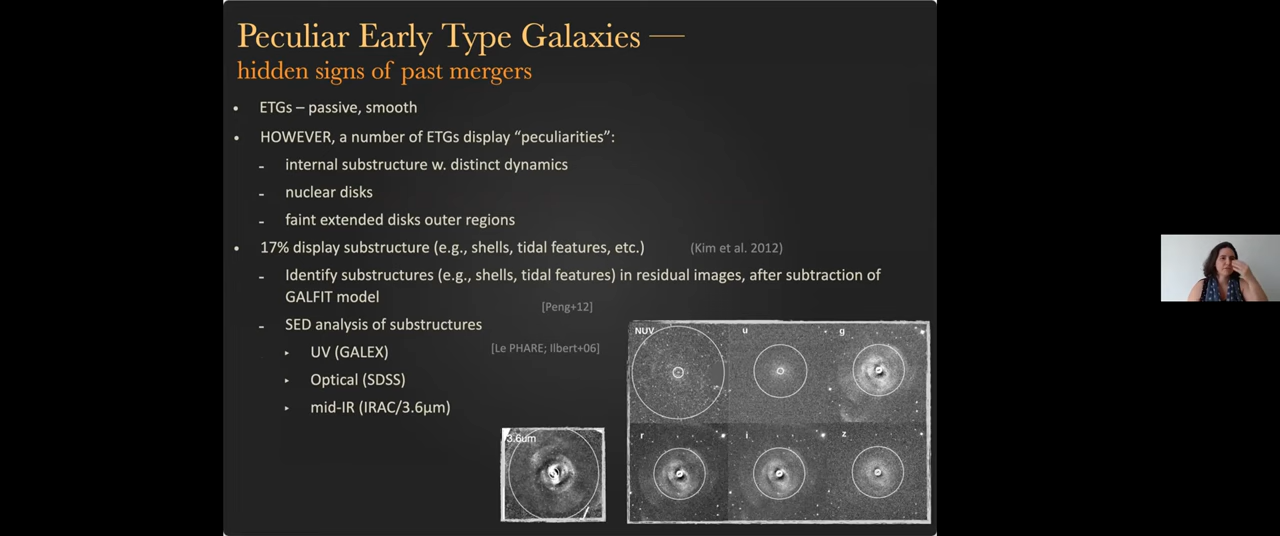 Peculiar Early Type Galaxies —
hidden signs of past mergers
• ETGs – passive, smooth
• HOWEVER, a number of ETGs display “peculiarities”:
- internal substructure w. distinct dynamics
- nuclear disks
- faint extended disks outer regions
• 17% display substructure (e.g., shells, tidal features, etc.) (Kim et al. 2012)
- Identify substructures (e.g., shells, tidal features) in residual images, after subtraction of
GALFIT model
[Peng+12]
- SED analysis of substructures
[Le PHARE; Ilbert+06]
‣ UV (GALEX)
‣ Optical (SDSS)
‣ mid-IR (IRAC/3.6μm)
3.6um
NUV u g
r i z